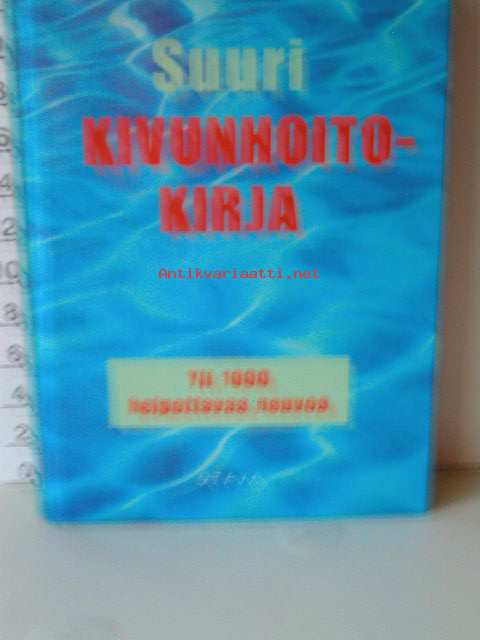 Suuri
KIVUNHOITO-
KIRJA
Antikvariaatti.net
Yli 1000
helpottavaa neuvoa